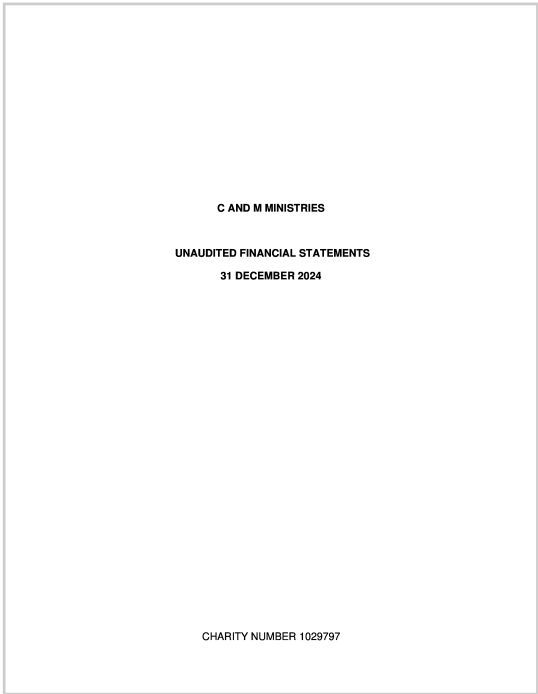 C AND M MINISTRIES
UNAUDITED FINANCIAL STATEMENTS
31 DECEMBER 2024
CHARITY NUMBER 1029797